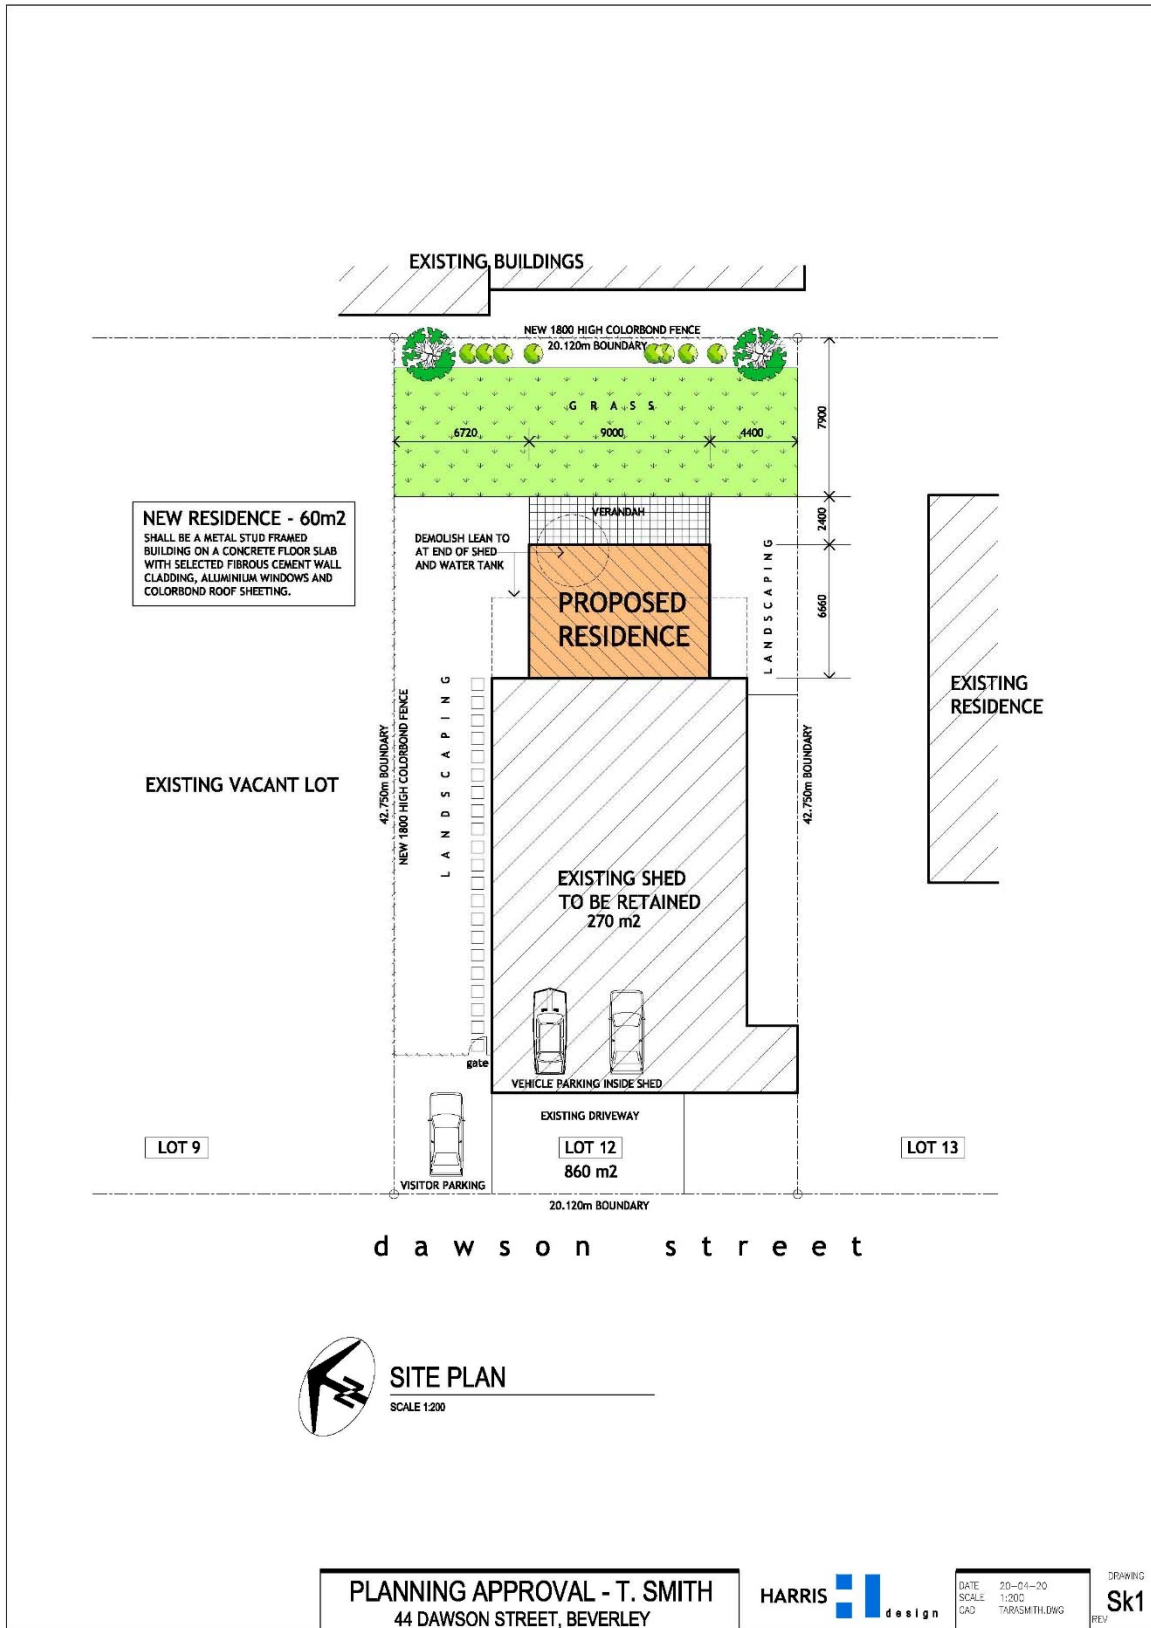 EXISTING BUILDINGS
NEW 1800 HIGH COLORBOND FENCE
20.120m BOUNDARY
G R A S S
6720
9000
4400
7900
VERANDAH
2400
NEW RESIDENCE - 60m2
SHALL BE A METAL STUD FRAMED
BUILDING ON A CONCRETE FLOOR SLAB
WITH SELECTED FIBROUS CEMENT WALL
CLADDING, ALUMINIUM WINDOWS AND
COLORBOND ROOF SHEETING.
DEMOLISH LEAN TO
AT END OF SHED
AND WATER TANK
PROPOSED
RESIDENCE
LANDSCAPING
6660
EXISTING
RESIDENCE
EXISTING VACANT LOT
42.750m BOUNDARY
NEW 1800 HIGH COLORBOND FENCE
LANDSCAPING
42.750m BOUNDARY
EXISTING SHED
TO BE RETAINED
270 m2
gate
VEHICLE PARKING INSIDE SHED
EXISTING DRIVEWAY
LOT 9
LOT 12
LOT 13
860 m2
VISITOR PARKING
20.120m BOUNDARY
dawson street
N
SITE PLAN
SCALE 1:200
PLANNING APPROVAL - T. SMITH
44 DAWSON STREET, BEVERLEY
HARRIS
design
DATE 20-04-20
SCALE 1:200
CAD TARASMITH.DWG
DRAWING
Sk1
REV